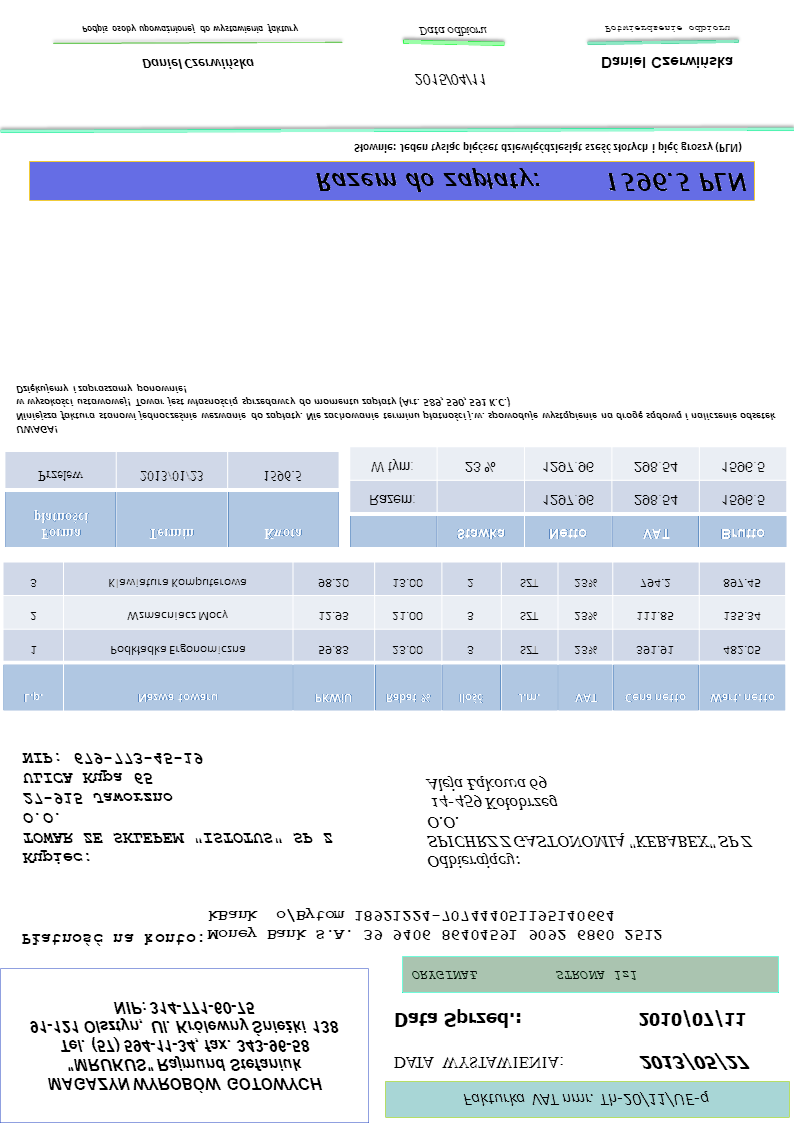 Fakturka VAT nmr. Th-20/11/UE-q
MAGAZYN WYROBÓW GOTOWYCH
"MRUKUS" Rajmund Stefaniuk
Tel. (57) 594-11-34, fax. 343-96-58
91-121 Olsztyn, Ul. Królewny Śnieżki 138
NIP: 314-771-60-75
DATA WYSTAWIENIA: 2013/05/27
Data Sprzed.: 2010/07/11
ORYGINAŁ STRONA 1z1
Płatność na konto: Money Bank S.A. 39 9406 86404591 9092 6860 2512
kBank o/Bytom 18921224-707444051195140664
Kupiec:
TOWAR ZE SKLEPEM "ISTOTUS" SP Z
O.O.
27-915 Jaworzno
ULICA Kupa 65
NIP: 679-773-45-19
Odbierający:
SPICHRZ Z GASTONOMIĄ "KEBABEX" SP Z
O.O.
14-459 Kołobrzeg
Aleja Łąkowa 69
L.p. Nazwa towaru PKWiU Rabat % Ilość J.m. VAT Cena netto Wart. netto
1 Podkładka Ergonomiczna 59.83 23.00 3 SZT 23% 391.91 482.05
2 Wzmacniacz Mocy 12.93 21.00 3 SZT 23% 111.85 135.34
3 Klawiatura Komputerowa 98.20 13.00 2 SZT 23% 794.2 897.45
Forma płatności Termin Kwota
Przelew 2013/01/23 1596.5
Stawka Netto VAT Brutto
Razem: 1297.96 298.54 1596.5
W tym: 23 % 1297.96 298.54 1596.5
UWAGA!
Niniejsza faktura stanowi jednocześnie wezwanie do zapłaty. Nie zachowanie terminu płatności j.w. spowoduje wystąpienie na drogę sądową i naliczenie odsetek
w wysokości ustawowej! Towar jest własnością sprzedawcy do momentu zapłaty (Art. 589, 590, 591 K.C.)
Dziękujemy i zapraszamy ponownie!
Razem do zapłaty: 1596.5 PLN
Słownie: Jeden tysiąc pięćset dziewięćdziesiąt sześć złotych i pięć groszy (PLN)
Daniel Czerwińska 2015/04/11 Daniel Czerwińska
Podpis osoby upoważnionej do wystawienia faktury Data odbioru Potwierdzenie odbioru